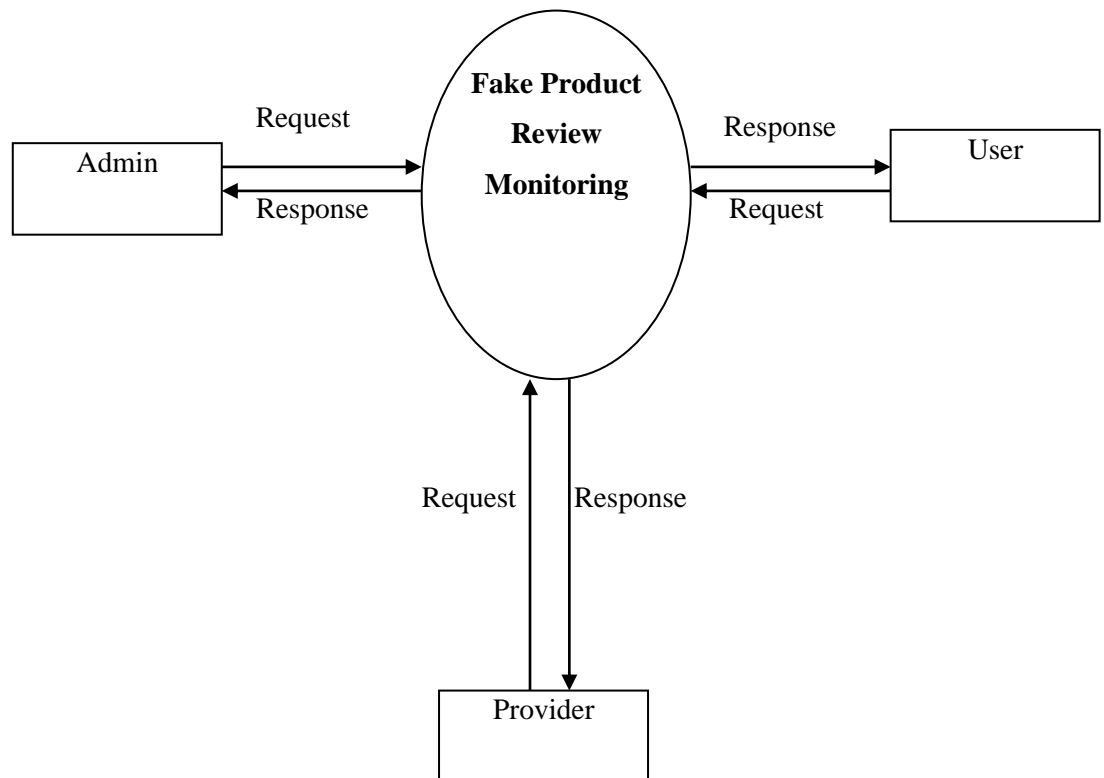 Fake Product
Review
Monitoring
Request
Response
Admin
User
Response
Request
Request
Response
Provider